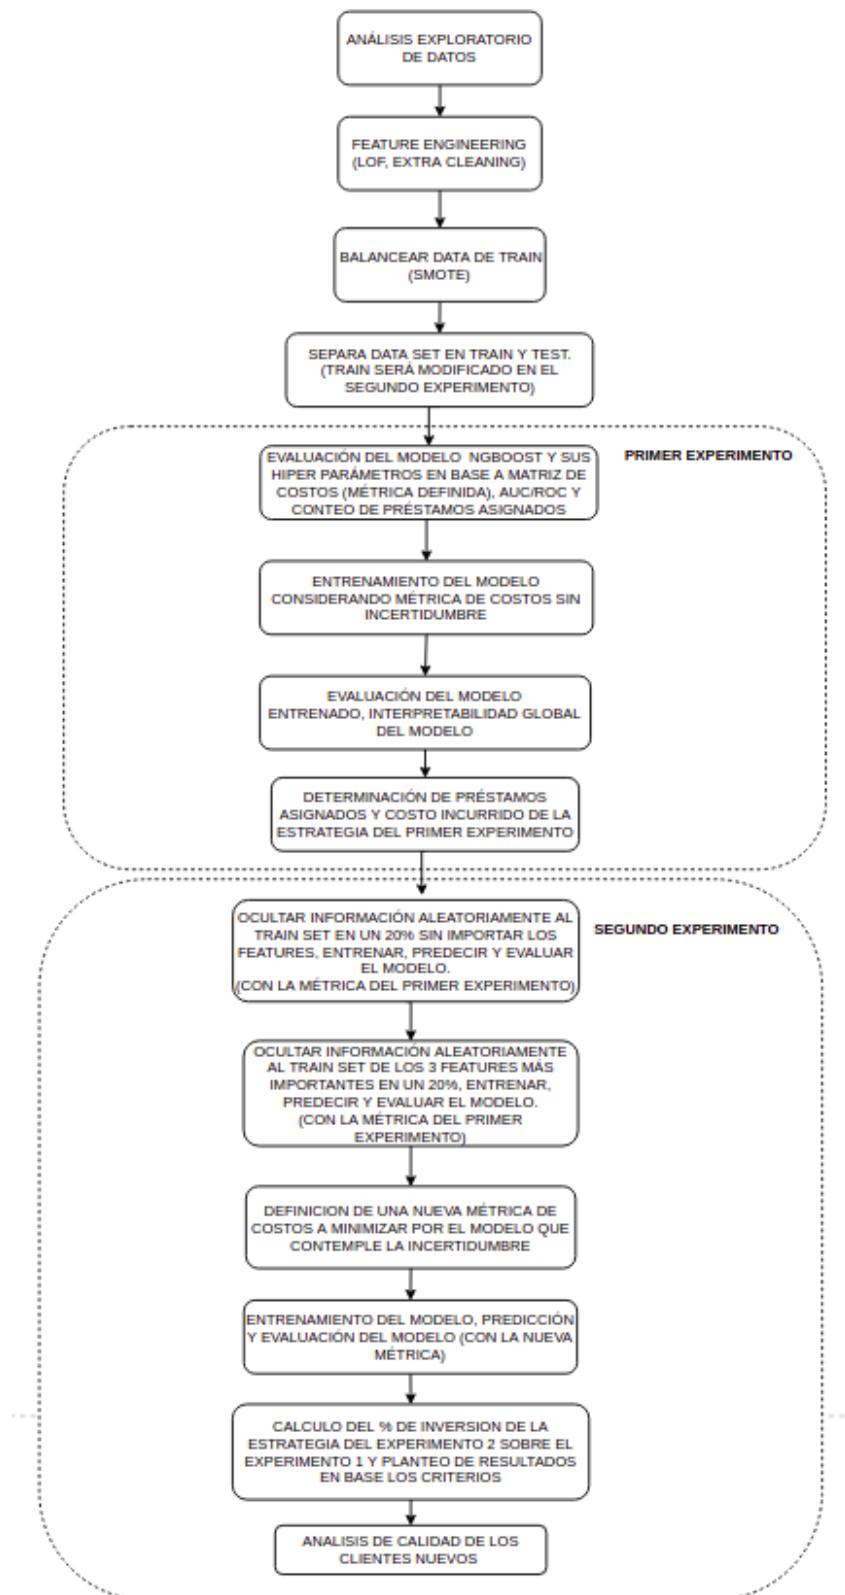 ANÁLISIS EXPLORATORIO
DE DATOS
FEATURE ENGINEERING
(LOF, EXTRA CLEANING)
BALANCEAR DATA DE TRAIN
(SMOTE)
SEPARA DATA SET EN TRAIN Y TEST.
(TRAIN SERÁ MODIFICADO EN EL
SEGUNDO EXPERIMENTO)
PRIMER EXPERIMENTO
EVALUACIÓN DEL MODELO NGBOOST Y SUS
HIPER PARÁMETROS EN BASE A MATRIZ DE
COSTOS (MÉTRICA DEFINIDA), AUC/ROC Y
CONTEO DE PRÉSTAMOS ASIGNADOS
ENTRENAMIENTO DEL MODELO
CONSIDERANDO MÉTRICA DE COSTOS SIN
INCERTIDUMBRE
EVALUACIÓN DEL MODELO
ENTRENADO, INTERPRETABILIDAD GLOBAL
DEL MODELO
DETERMINACIÓN DE PRÉSTAMOS
ASIGNADOS Y COSTO INCURRIDO DE LA
ESTRATEGIA DEL PRIMER EXPERIMENTO
SEGUNDO EXPERIMENTO
OCULTAR INFORMACIÓN ALEATORIAMENTE AL
TRAIN SET EN UN 20% SIN IMPORTAR LOS
FEATURES, ENTRENAR, PREDECIR Y EVALUAR
EL MODELO.
(CON LA MÉTRICA DEL PRIMER EXPERIMENTO)
OCULTAR INFORMACIÓN ALEATORIAMENTE
AL TRAIN SET DE LOS 3 FEATURES MÁS
IMPORTANTES EN UN 20%, ENTRENAR,
PREDECIR Y EVALUAR EL MODELO.
(CON LA MÉTRICA DEL PRIMER
EXPERIMENTO)
DEFINICION DE UNA NUEVA MÉTRICA DE
COSTOS A MINIMIZAR POR EL MODELO QUE
CONTEMPLE LA INCERTIDUMBRE
ENTRENAMIENTO DEL MODELO, PREDICCIÓN
Y EVALUACIÓN DEL MODELO (CON LA NUEVA
MÉTRICA)
CALCULO DEL % DE INVERSION DE LA
ESTRATEGIA DEL EXPERIMENTO 2 SOBRE EL
EXPERIMENTO 1 Y PLANTEO DE RESULTADOS
EN BASE LOS CRITERIOS
ANALISIS DE CALIDAD DE LOS
CLIENTES NUEVOS